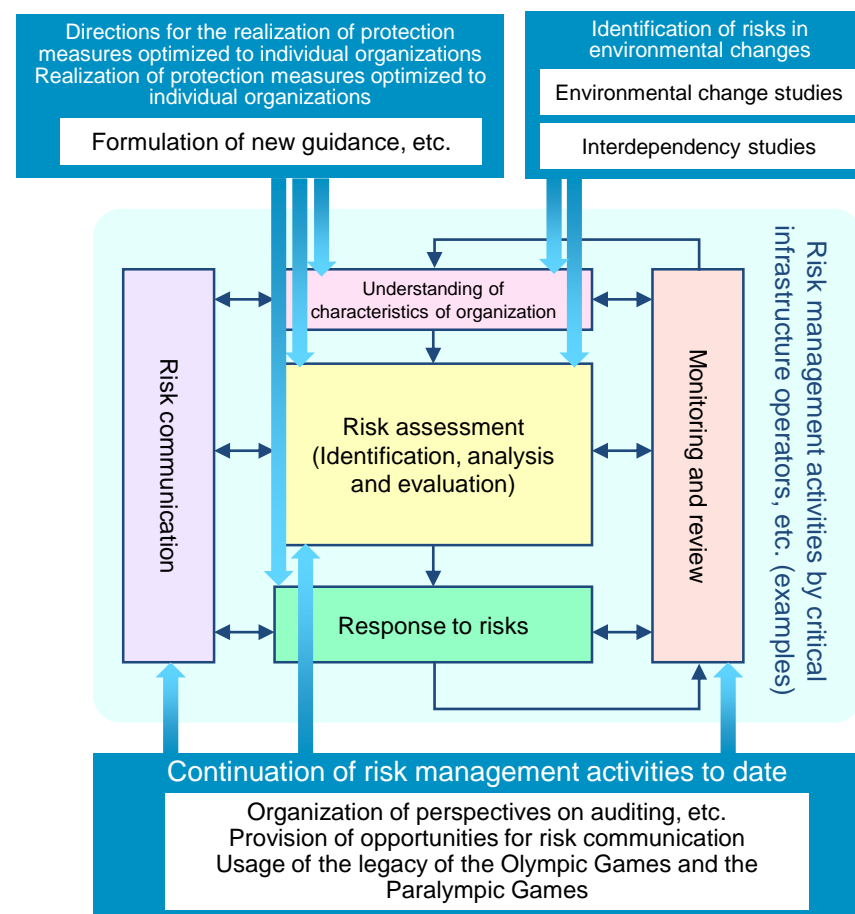 Directions for the realization of protection
measures optimized to individual organizations
Realization of protection measures optimized to
individual organizations
Formulation of new guidance, etc.
Identification of risks in
environmental changes
Environmental change studies
Interdependency studies
Risk management activities by critical
infrastructure operators, etc. (examples)
Understanding of
characteristics of organization
Risk communication
Risk assessment
(Identification, analysis
and evaluation)
Monitoring and review
Response to risks
Continuation of risk management activities to date
Organization of perspectives on auditing, etc.
Provision of opportunities for risk communication
Usage of the legacy of the Olympic Games and the
Paralympic Games